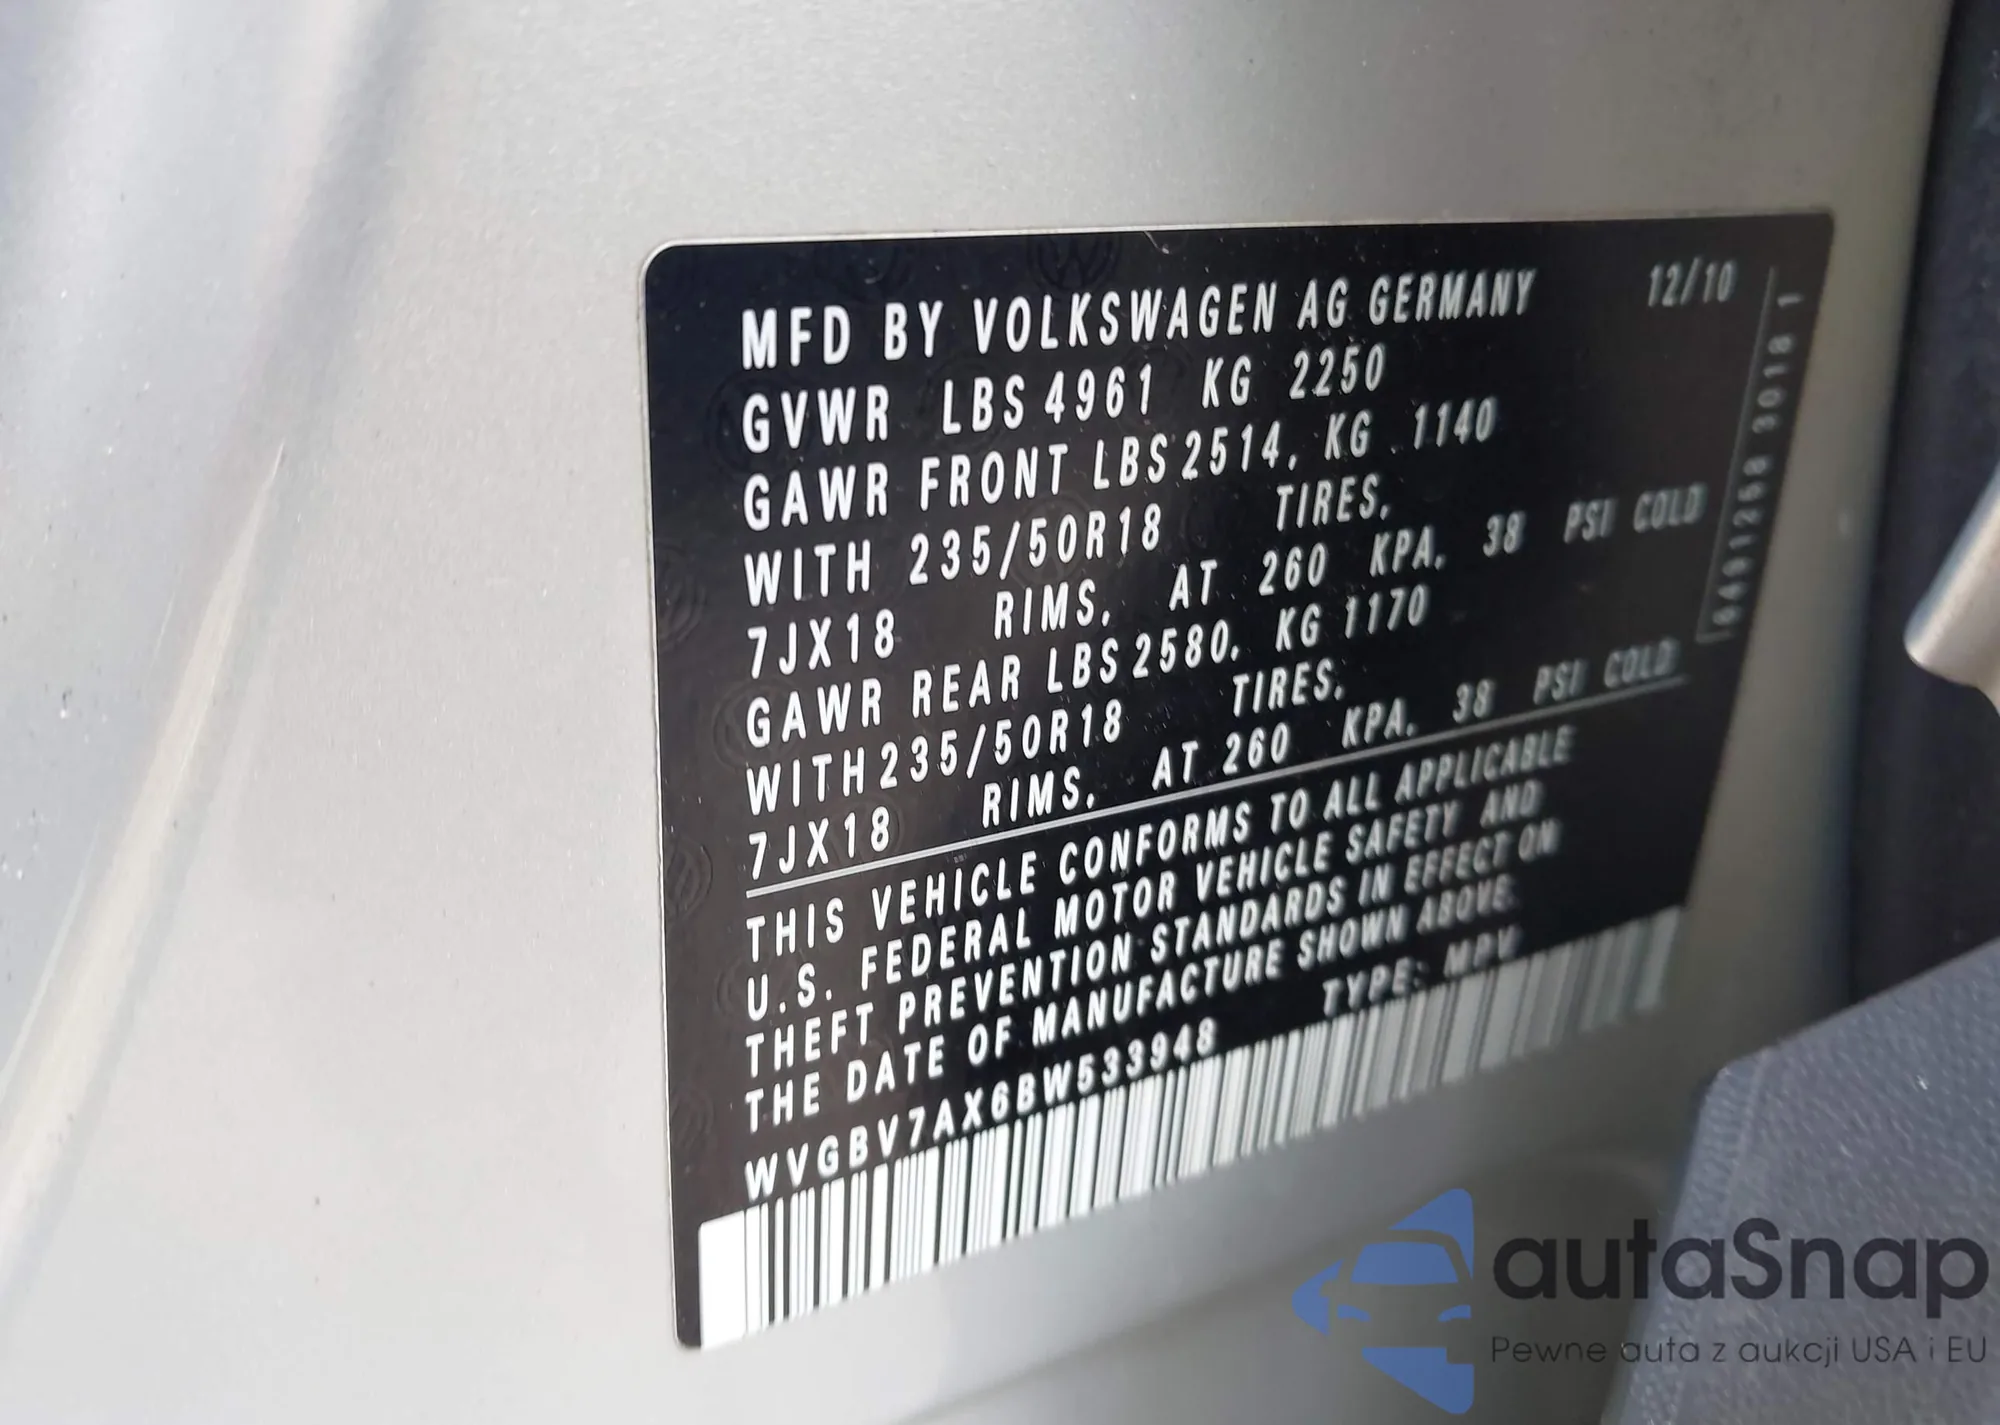 MFD BY VOLKSWAGEN AG GERMANY 12/10
GVWR LBS 4961 KG 2250
GAWR FRONT LBS 2514, KG 1140
WITH 235/50R18 TIRES,
7JX18 RIMS, AT 260 KPA, 38 PSI COLD
GAWR REAR LBS 2580, KG 1170
WITH 235/50R18 TIRES,
7JX18 RIMS, AT 260 KPA, 38 PSI COLD
THIS VEHICLE CONFORMS TO ALL APPLICABLE
U.S. FEDERAL MOTOR VEHICLE SAFETY AND
THEFT PREVENTION STANDARDS IN EFFECT ON
THE DATE OF MANUFACTURE SHOWN ABOVE.
WVGBV7AX6BW533948 TYPE: MPV
autaSnap
Pewne auta z aukcji USA i EU